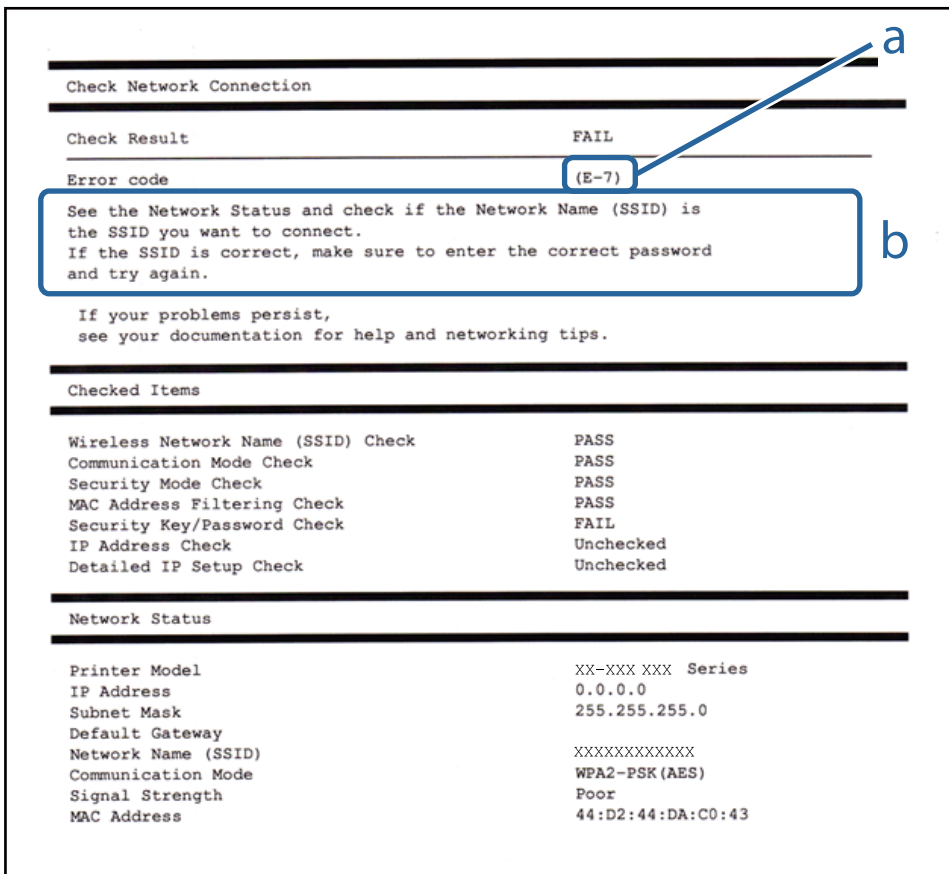 a
Check Network Connection
Check Result FAIL
Error code (E-7)
See the Network Status and check if the Network Name (SSID) is
the SSID you want to connect.
If the SSID is correct, make sure to enter the correct password
and try again.
b
If your problems persist,
see your documentation for help and networking tips.
Checked Items
Wireless Network Name (SSID) Check PASS
Communication Mode Check PASS
Security Mode Check PASS
MAC Address Filtering Check PASS
Security Key/Password Check FAIL
IP Address Check Unchecked
Detailed IP Setup Check Unchecked
Network Status
Printer Model XX-XXX XXX Series
IP Address 0.0.0.0
Subnet Mask 255.255.255.0
Default Gateway
Network Name (SSID) XXXXXXXXXXXX
Communication Mode WPA2-PSK(AES)
Signal Strength Poor
MAC Address 44:D2:44:DA:C0:43